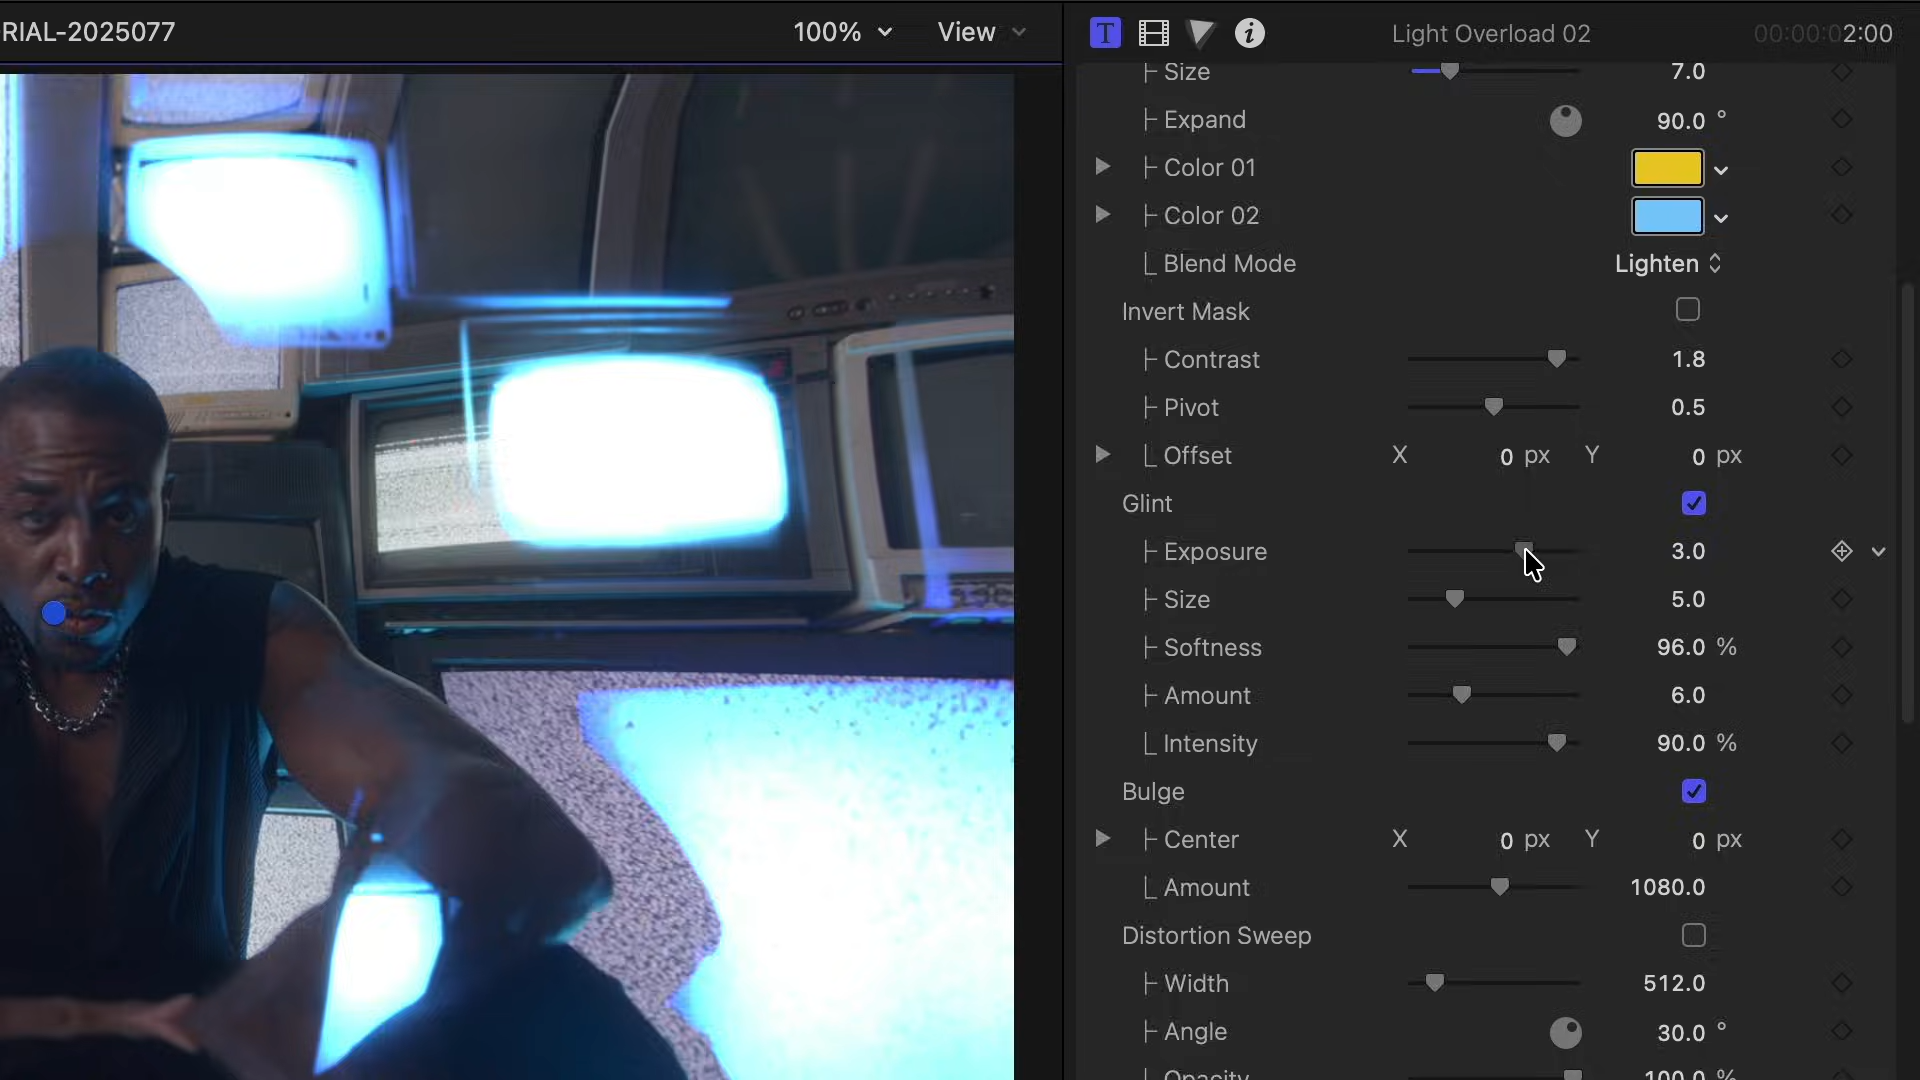 RIAL-2025077
100%
View
T
i
Light Overload 02
00:00:02:00
Size 7.0
Expand 90.0 °
Color 01
Color 02
Blend Mode Lighten
Invert Mask
Contrast 1.8
Pivot 0.5
Offset X 0 px Y 0 px
Glint
Exposure 3.0
Size 5.0
Softness 96.0 %
Amount 6.0
Intensity 90.0 %
Bulge
Center X 0 px Y 0 px
Amount 1080.0
Distortion Sweep
Width 512.0
Angle 30.0 °
Opacity 100.0 %